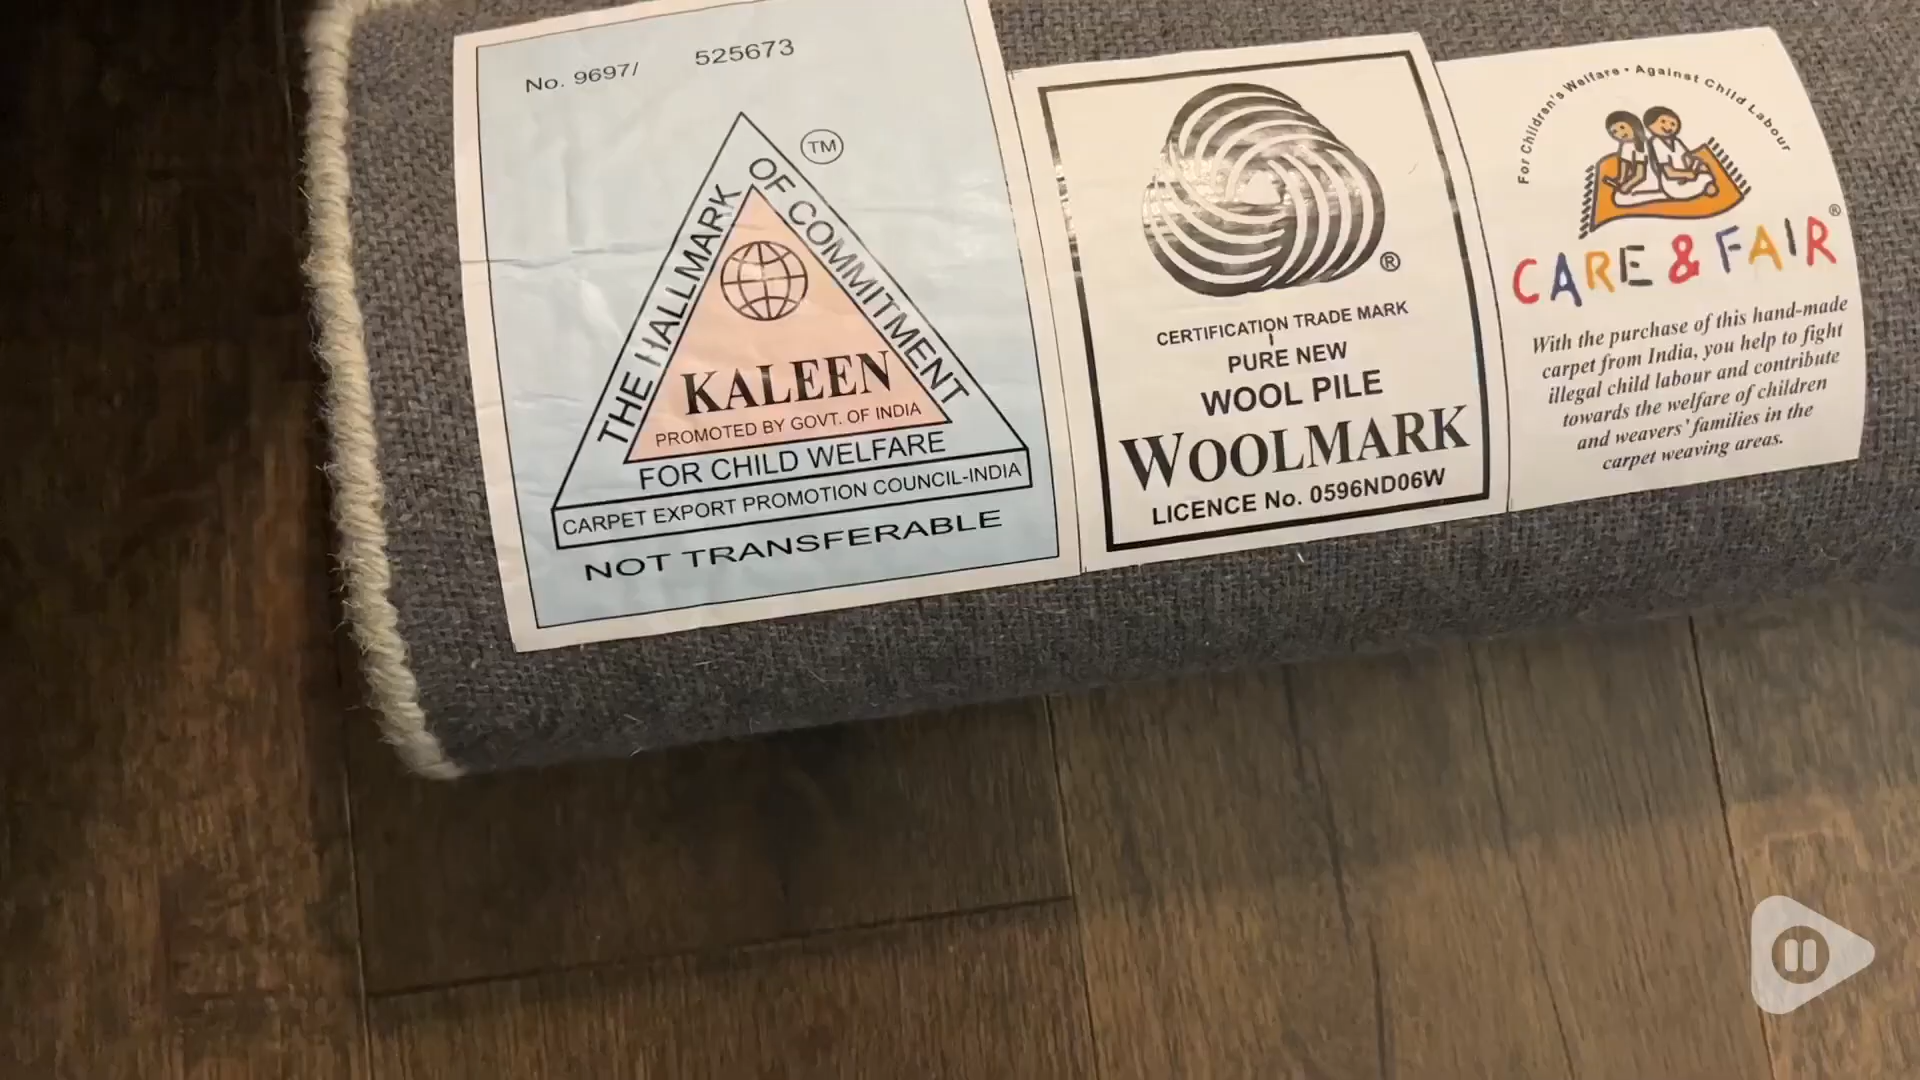 No. 9697/ 525673
TM
THE HALLMARK OF COMMITMENT
KALEEN
PROMOTED BY GOVT. OF INDIA
FOR CHILD WELFARE
CARPET EXPORT PROMOTION COUNCIL-INDIA
NOT TRANSFERABLE
®
CERTIFICATION TRADE MARK
PURE NEW
WOOL PILE
WOOLMARK
LICENCE No. 0596ND06W
For Children's Welfare • Against Child Labour
CARE & FAIR®
With the purchase of this hand-made
carpet from India, you help to fight
illegal child labour and contribute
towards the welfare of children
and weavers' families in the
carpet weaving areas.